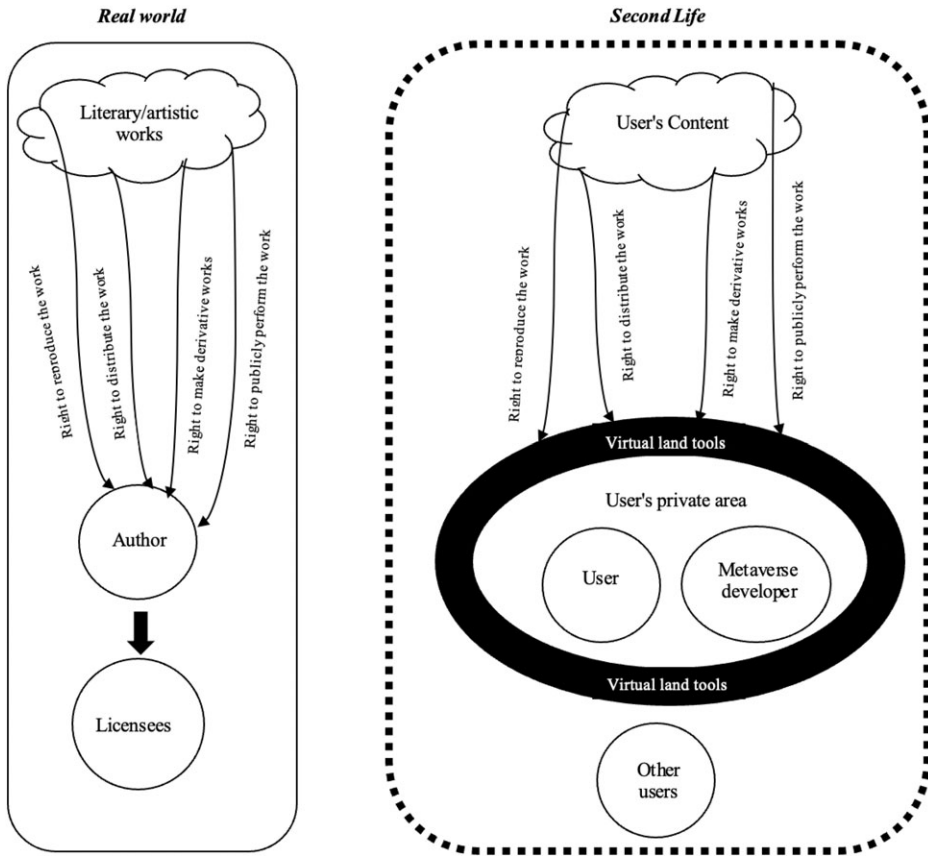 Real world
Literary/artistic
works
Right to reproduce the work
Right to distribute the work
Right to make derivative works
Right to publicly perform the work
Author
Licensees
Second Life
User's Content
Right to reproduce the work
Right to distribute the work
Right to make derivative works
Right to publicly perform the work
Virtual land tools
User's private area
User
Metaverse
developer
Virtual land tools
Other
users